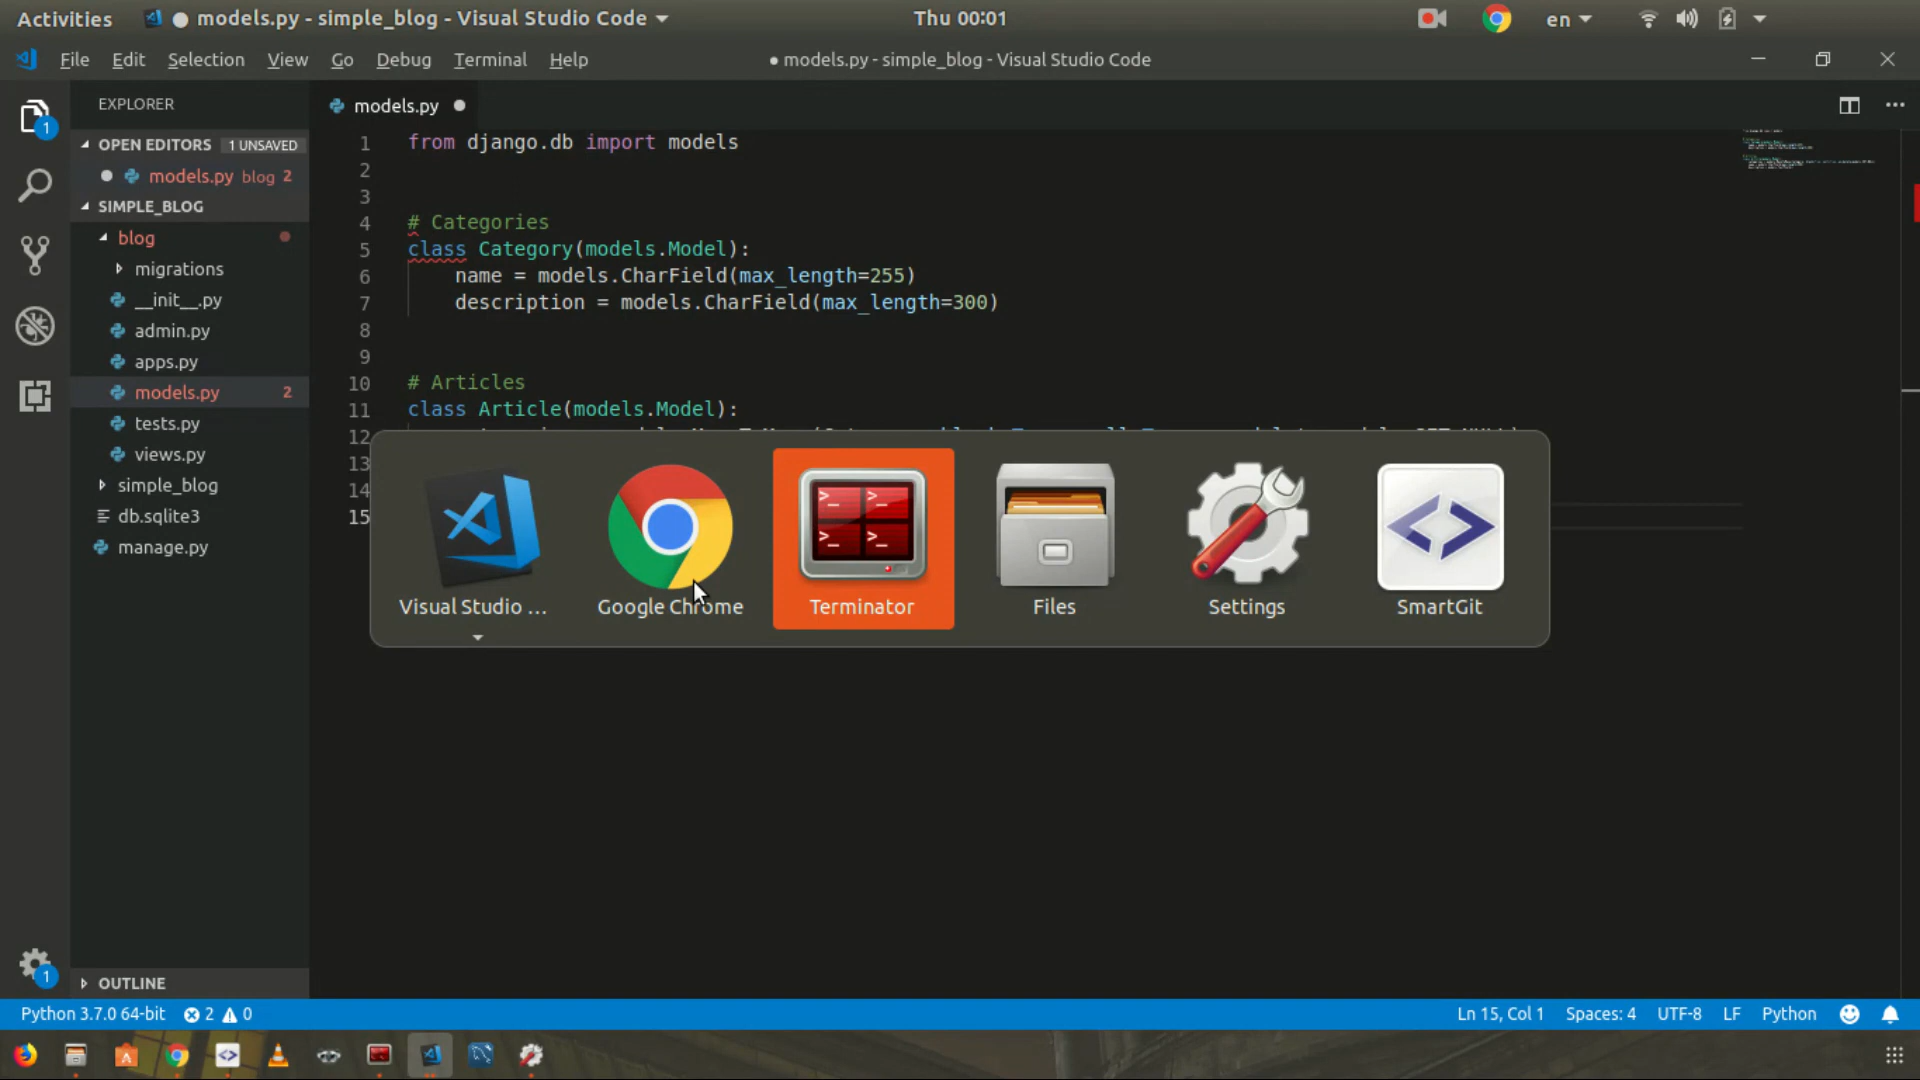 Activities
models.py - simple_blog - Visual Studio Code
Thu 00:01
en
File Edit Selection View Go Debug Terminal Help
● models.py - simple_blog - Visual Studio Code
EXPLORER
1
OPEN EDITORS 1 UNSAVED
models.py blog 2
SIMPLE_BLOG
blog
migrations
__init__.py
admin.py
apps.py
models.py 2
tests.py
views.py
simple_blog
db.sqlite3
manage.py
OUTLINE
1
models.py
1 from django.db import models
2
3
4 # Categories
5 class Category(models.Model):
6 name = models.CharField(max_length=255)
7 description = models.CharField(max_length=300)
8
9
10 # Articles
11 class Article(models.Model):
12
13
14
15
Visual Studio ...
Google Chrome
Terminator
Files
Settings
SmartGit
Python 3.7.0 64-bit 2 0
Ln 15, Col 1 Spaces: 4 UTF-8 LF Python